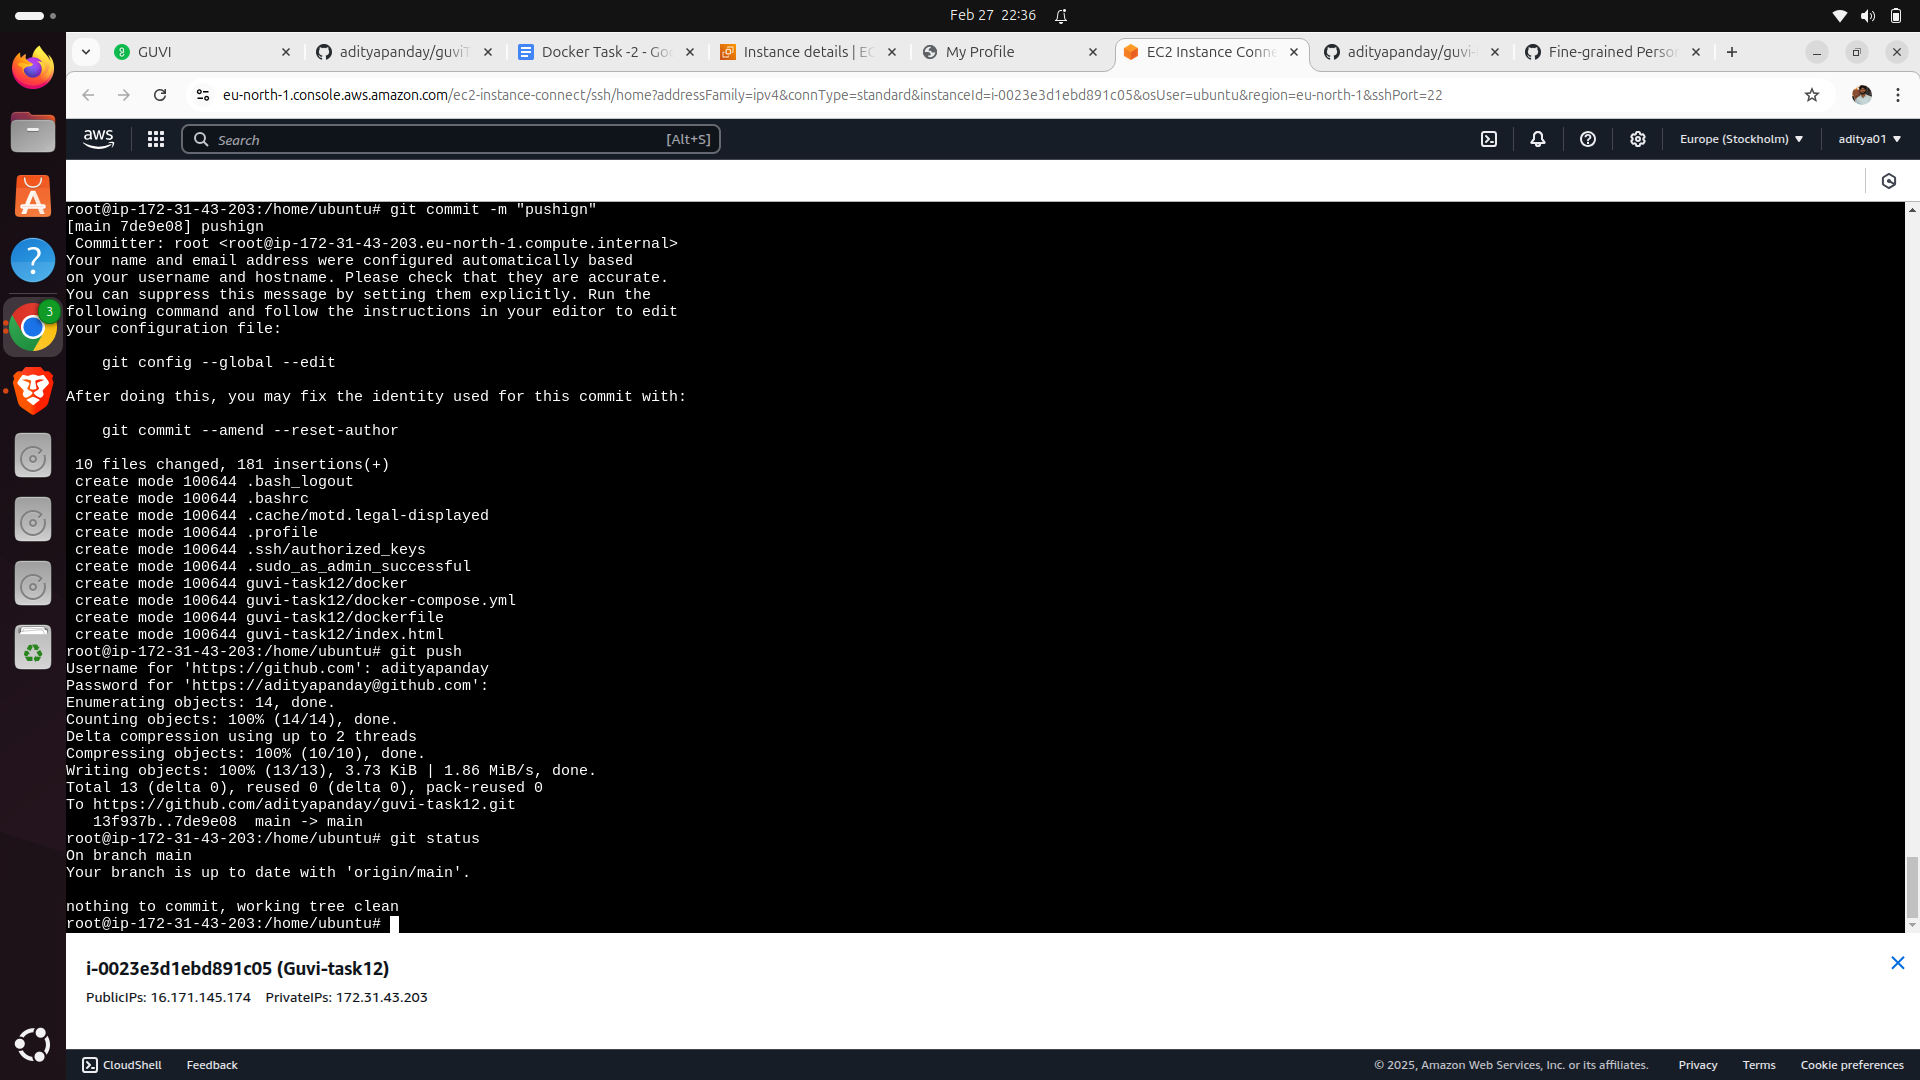 Feb 27 22:36
GUVI
adityapanday/guviT
Docker Task -2 - Goo
Instance details | EC
My Profile
EC2 Instance Conne
adityapanday/guvi-
Fine-grained Person
eu-north-1.console.aws.amazon.com/ec2-instance-connect/ssh/home?addressFamily=ipv4&connType=standard&instanceId=i-0023e3d1ebd891c05&osUser=ubuntu&region=eu-north-1&sshPort=22
aws
Search
[Alt+S]
Europe (Stockholm)
aditya01
root@ip-172-31-43-203:/home/ubuntu# git commit -m "pushign"
[main 7de9e08] pushign
Committer: root <root@ip-172-31-43-203.eu-north-1.compute.internal>
Your name and email address were configured automatically based
on your username and hostname. Please check that they are accurate.
You can suppress this message by setting them explicitly. Run the
following command and follow the instructions in your editor to edit
your configuration file:
git config --global --edit
After doing this, you may fix the identity used for this commit with:
git commit --amend --reset-author
10 files changed, 181 insertions(+)
create mode 100644 .bash_logout
create mode 100644 .bashrc
create mode 100644 .cache/motd.legal-displayed
create mode 100644 .profile
create mode 100644 .ssh/authorized_keys
create mode 100644 .sudo_as_admin_successful
create mode 100644 guvi-task12/docker
create mode 100644 guvi-task12/docker-compose.yml
create mode 100644 guvi-task12/dockerfile
create mode 100644 guvi-task12/index.html
root@ip-172-31-43-203:/home/ubuntu# git push
Username for 'https://github.com': adityapanday
Password for 'https://adityapanday@github.com':
Enumerating objects: 14, done.
Counting objects: 100% (14/14), done.
Delta compression using up to 2 threads
Compressing objects: 100% (10/10), done.
Writing objects: 100% (13/13), 3.73 KiB | 1.86 MiB/s, done.
Total 13 (delta 0), reused 0 (delta 0), pack-reused 0
To https://github.com/adityapanday/guvi-task12.git
13f937b..7de9e08  main -> main
root@ip-172-31-43-203:/home/ubuntu# git status
On branch main
Your branch is up to date with 'origin/main'.
nothing to commit, working tree clean
root@ip-172-31-43-203:/home/ubuntu#
3
i-0023e3d1ebd891c05 (Guvi-task12)
PublicIPs: 16.171.145.174 PrivateIPs: 172.31.43.203
CloudShell
Feedback
© 2025, Amazon Web Services, Inc. or its affiliates.
Privacy
Terms
Cookie preferences